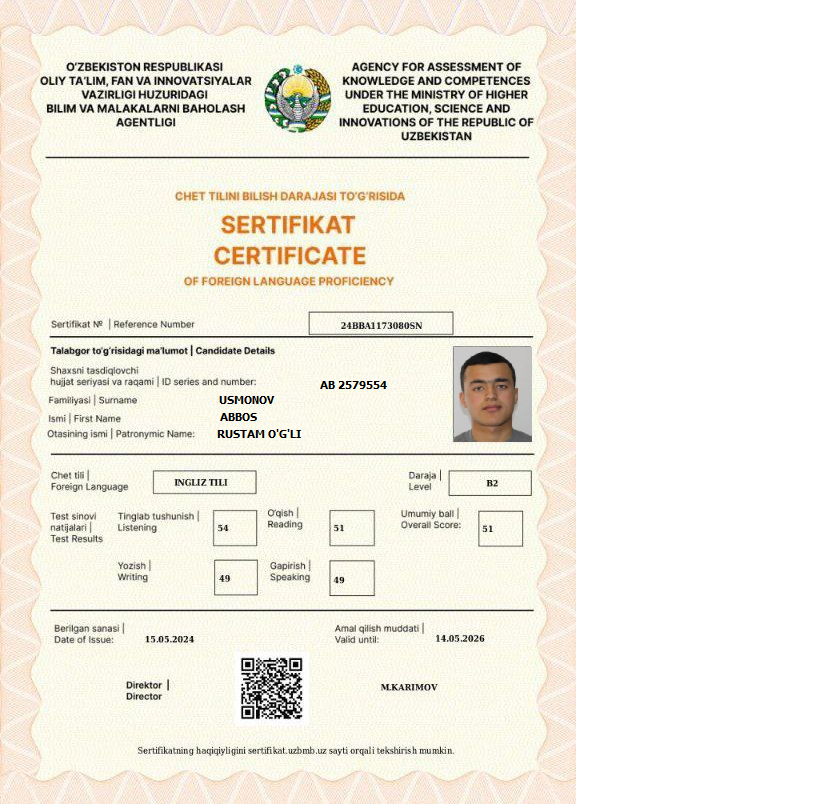 O‘ZBEKISTON RESPUBLIKASI
OLIY TA’LIM, FAN VA INNOVATSIYALAR
VAZIRLIGI HUZURIDAGI
BILIM VA MALAKALARNI BAHOLASH
AGENTLIGI
AGENCY FOR ASSESSMENT OF
KNOWLEDGE AND COMPETENCES
UNDER THE MINISTRY OF HIGHER
EDUCATION, SCIENCE AND
INNOVATIONS OF THE REPUBLIC OF
UZBEKISTAN
CHET TILINI BILISH DARAJASI TO‘G‘RISIDA
SERTIFIKAT
CERTIFICATE
OF FOREIGN LANGUAGE PROFICIENCY
Sertifikat № | Reference Number 24BBA1173080SN
Talabgor to‘g‘risidagi ma’lumot | Candidate Details
Shaxsni tasdiqlovchi
hujjat seriyasi va raqami | ID series and number: AB 2579554
Familiyasi | Surname USMONOV
Ismi | First Name ABBOS
Otasining ismi | Patronymic Name: RUSTAM O'G'LI
Chet tili |
Foreign Language
INGLIZ TILI
Daraja |
Level
B2
Test sinovi
natijalari |
Test Results
Tinglab tushunish |
Listening
54
O‘qish |
Reading
51
Umumiy ball |
Overall Score:
51
Yozish |
Writing
49
Gapirish |
Speaking
49
Berilgan sanasi |
Date of Issue: 15.05.2024
Amal qilish muddati |
Valid until: 14.05.2026
Direktor |
Director
M.KARIMOV
Sertifikatning haqiqiyligini sertifikat.uzbmb.uz sayti orqali tekshirish mumkin.